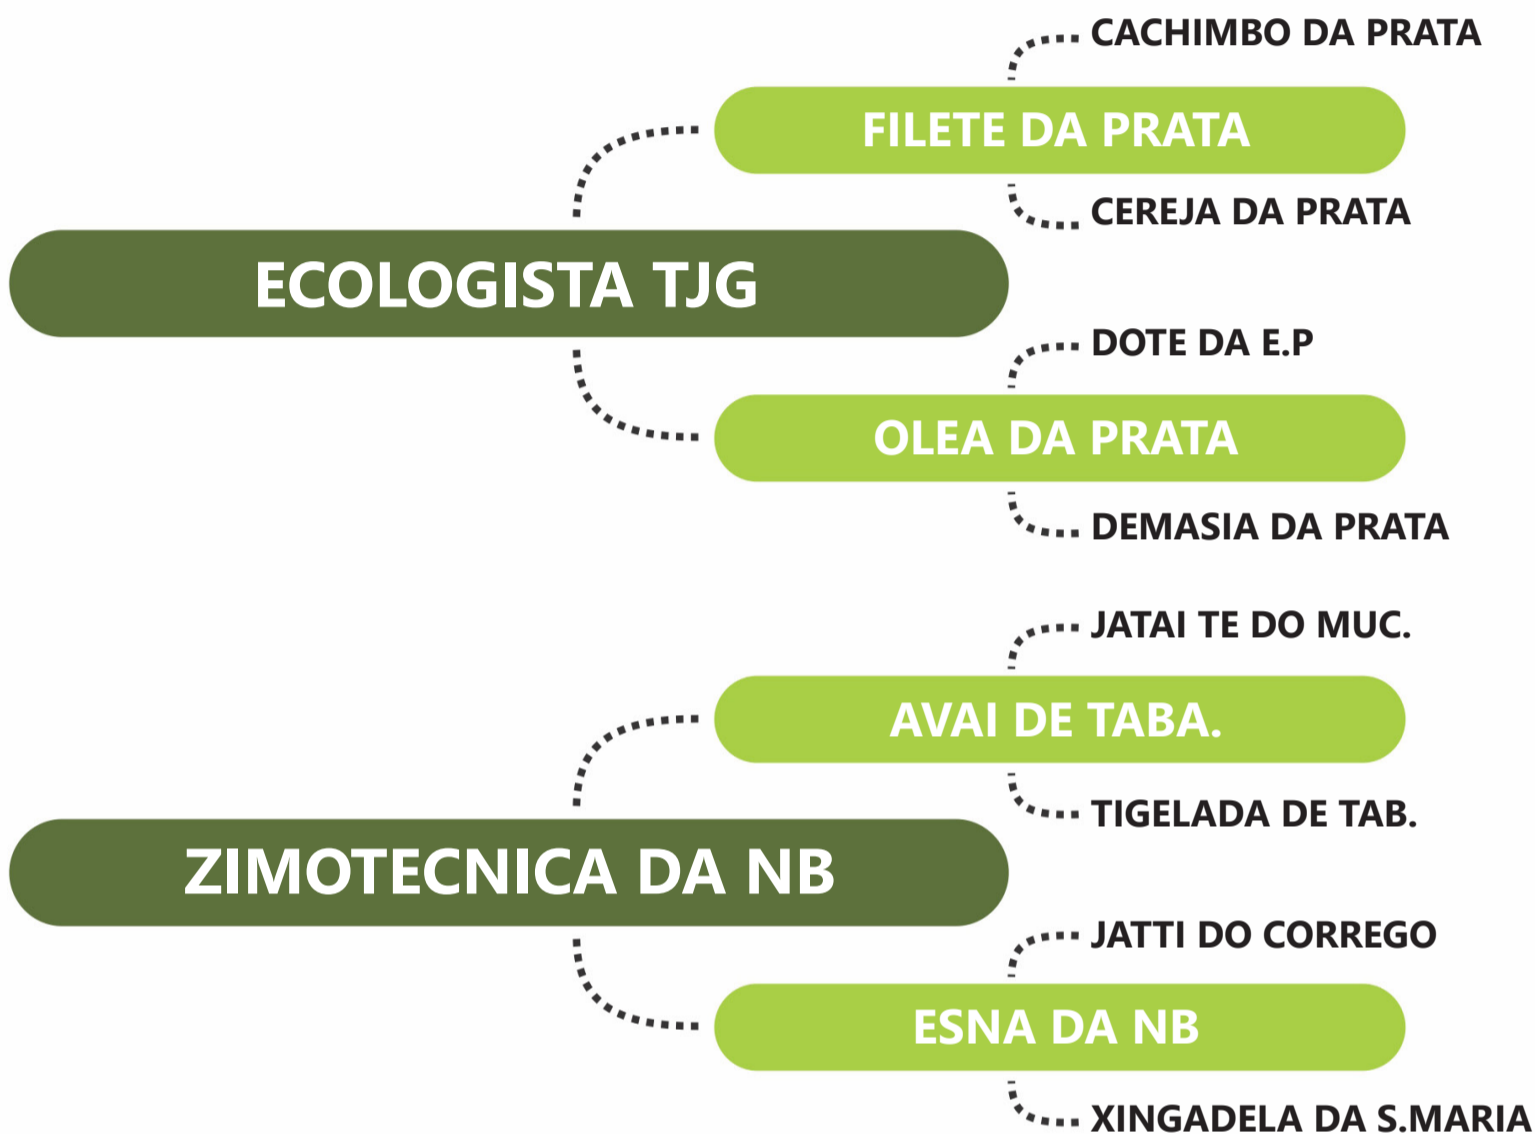 CACHIMBO DA PRATA
FILETE DA PRATA
CEREJA DA PRATA
ECOLOGISTA TJG
DOTE DA E.P
OLEA DA PRATA
DEMASIA DA PRATA
JATAI TE DO MUC.
AVAI DE TABA.
TIGELADA DE TAB.
ZIMOTECNICA DA NB
JATTI DO CORREGO
ESNA DA NB
XINGADELA DA S.MARIA